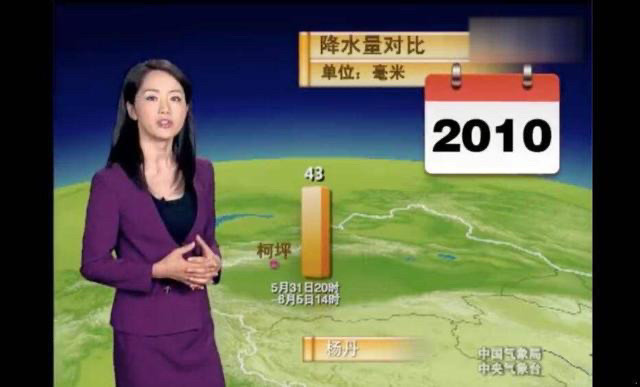 降水量对比
单位：毫米
2010
43
柯坪
5月31日20时
-6月5日14时
杨丹
中国气象局
中央气象台